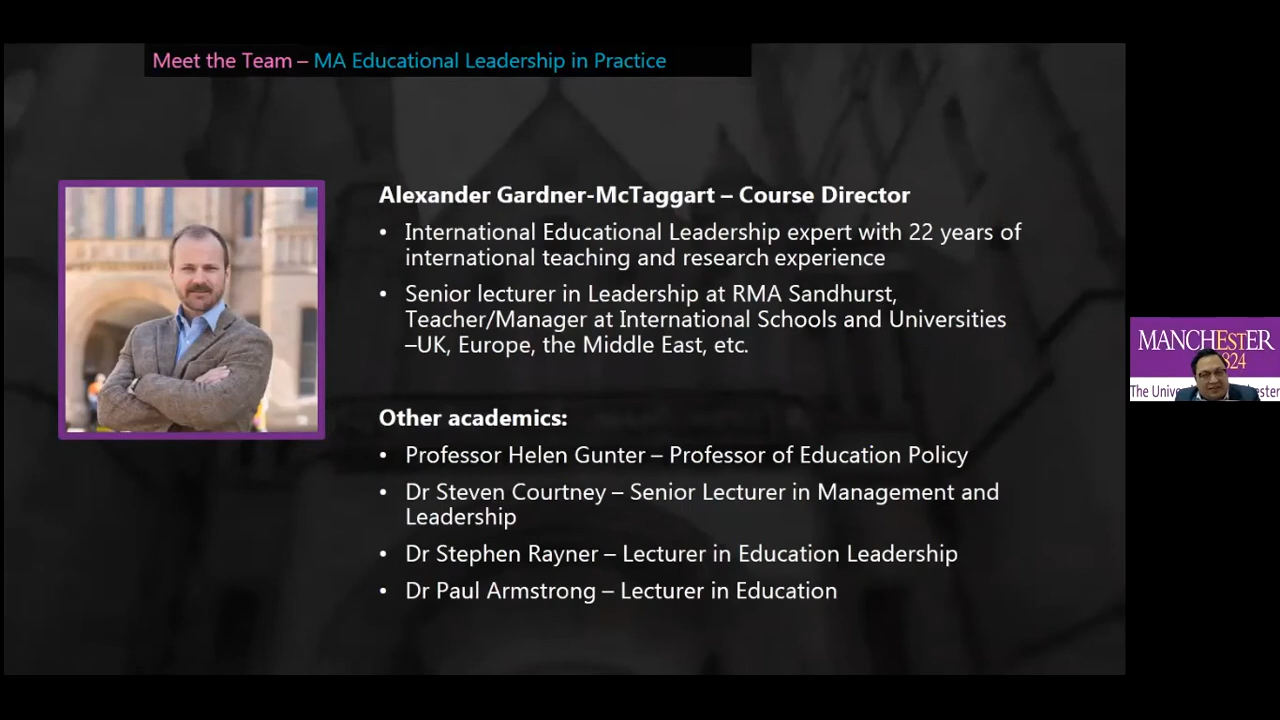 Meet the Team – MA Educational Leadership in Practice
Alexander Gardner-McTaggart – Course Director
• International Educational Leadership expert with 22 years of
international teaching and research experience
• Senior lecturer in Leadership at RMA Sandhurst,
Teacher/Manager at International Schools and Universities
–UK, Europe, the Middle East, etc.
Other academics:
• Professor Helen Gunter – Professor of Education Policy
• Dr Steven Courtney – Senior Lecturer in Management and
Leadership
• Dr Stephen Rayner – Lecturer in Education Leadership
• Dr Paul Armstrong – Lecturer in Education
MANCHESTER
The